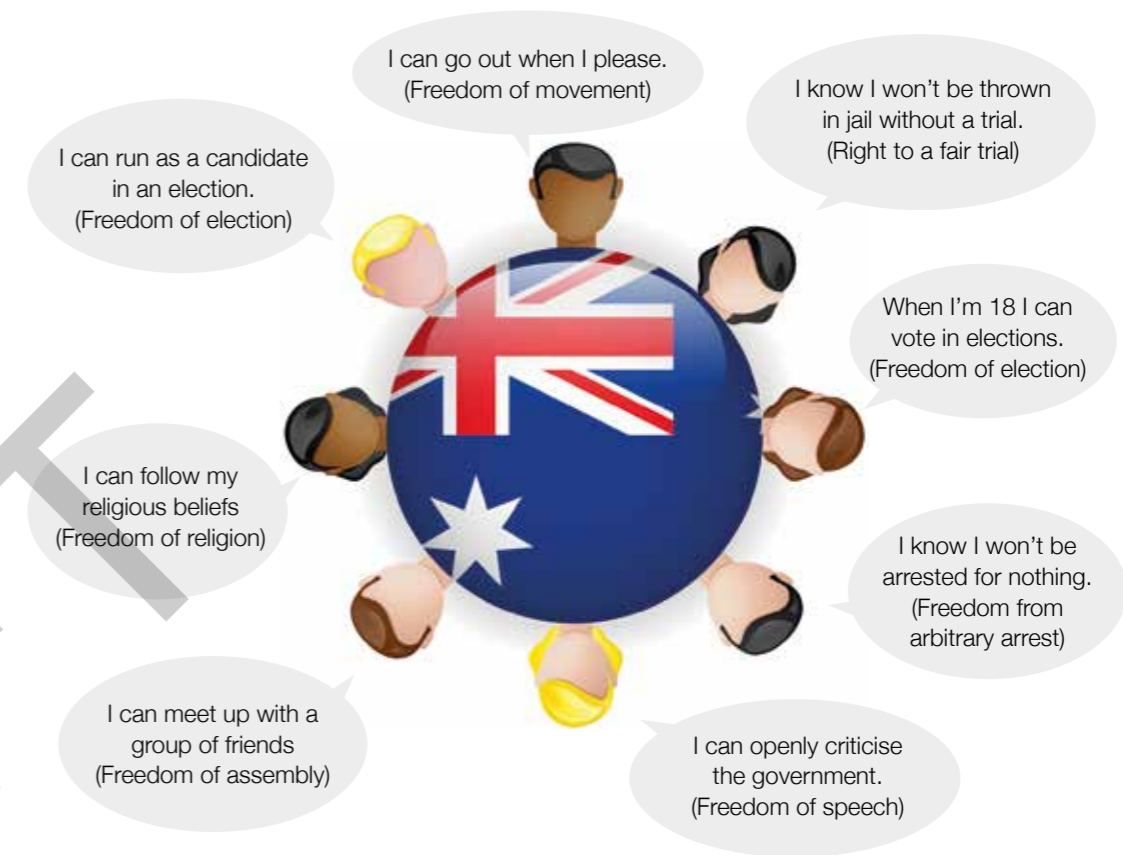 I can go out when I please.
(Freedom of movement)
I know I won't be thrown
in jail without a trial.
(Right to a fair trial)
I can run as a candidate
in an election.
(Freedom of election)
When I'm 18 I can
vote in elections.
(Freedom of election)
I can follow my
religious beliefs
(Freedom of religion)
I know I won't be
arrested for nothing.
(Freedom from
arbitrary arrest)
I can meet up with a
group of friends
(Freedom of assembly)
I can openly criticise
the government.
(Freedom of speech)
T